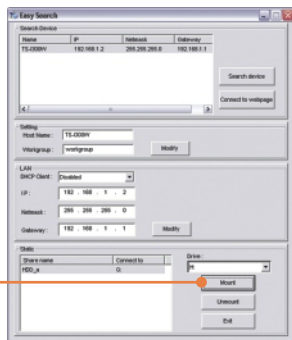 Easy Search
Search Device
Name IP Netmask Gateway
TS-I300W 192.168.1.2 255.255.255.0 192.168.1.1
Search device
Connect to webpage
Setting
Host Name: TS-I300W
Workgroup: workgroup
Modify
LAN
DHCP Client: Disabled
IP: 192 . 168 . 1 . 2
Netmask: 255 . 255 . 255 . 0
Gateway: 192 . 168 . 1 . 1
Modify
Share name Connect to
HDD_a G:
Drive:
H:
Mount
Unmount
Exit